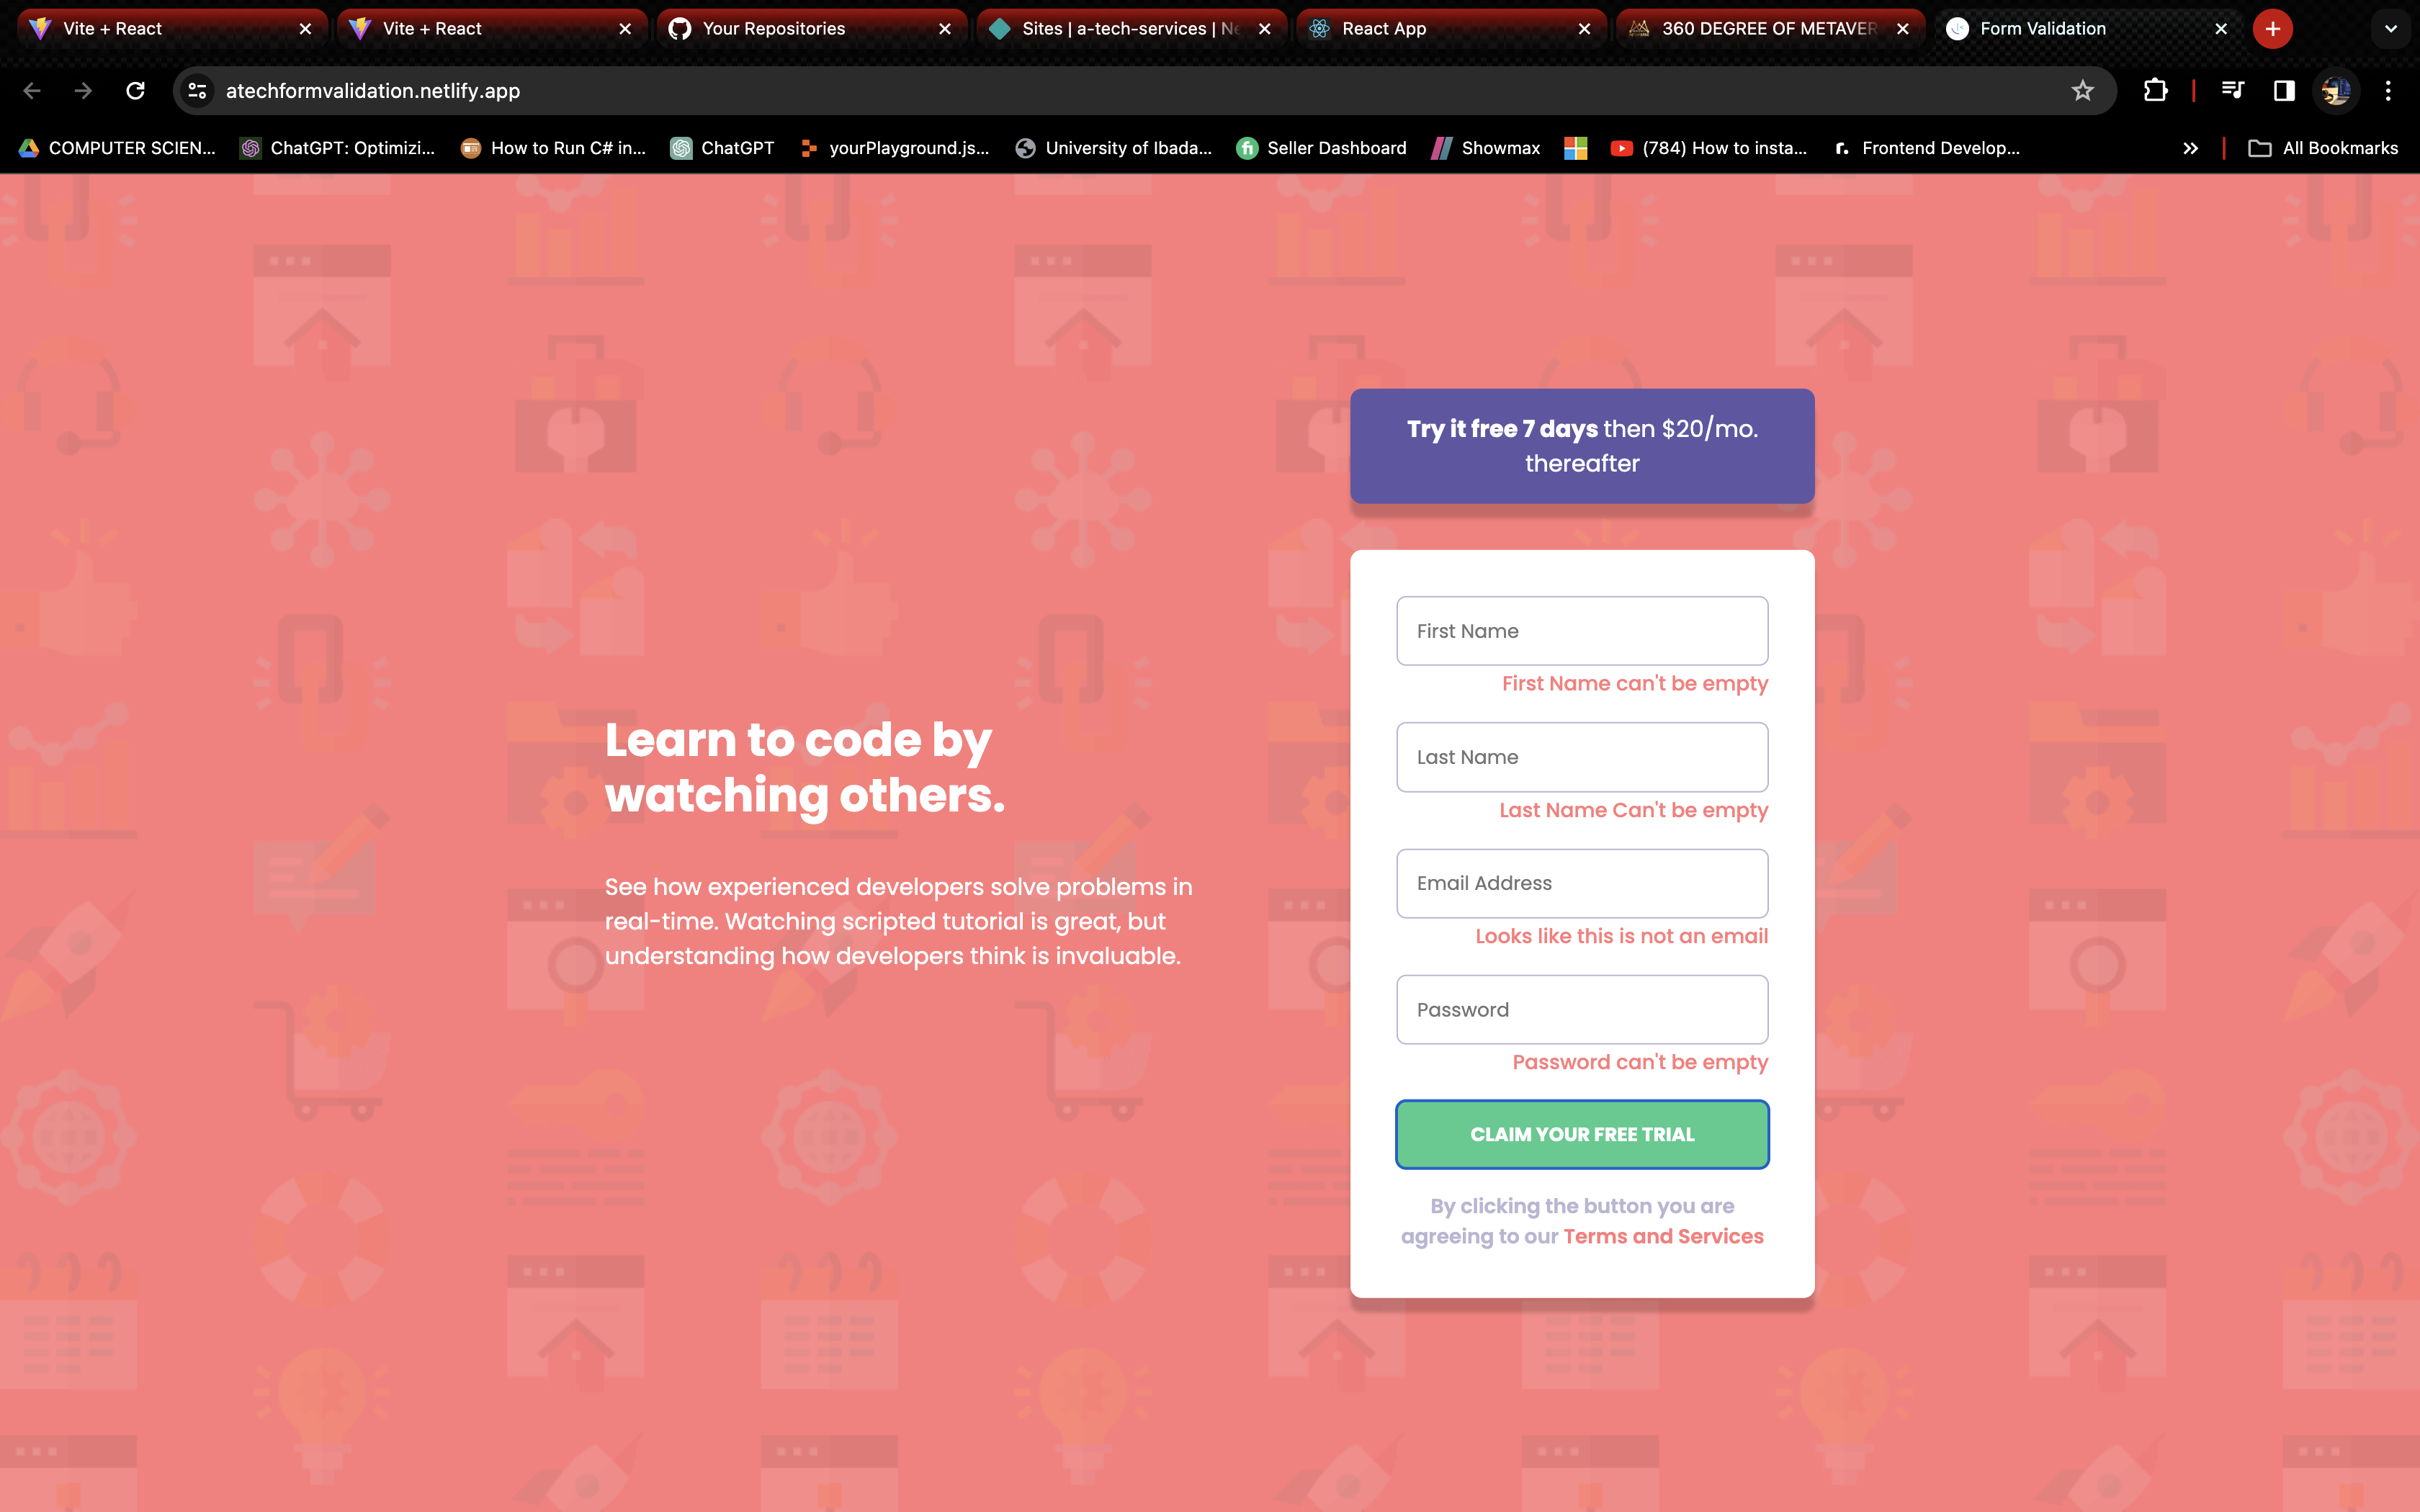 Vite + React
Vite + React
Your Repositories
Sites | a-tech-services | Ne
React App
360 DEGREE OF METAVER
Form Validation
atechformvalidation.netlify.app
COMPUTER SCIEN...
ChatGPT: Optimizi...
How to Run C# in...
ChatGPT
yourPlayground.js...
University of Ibada...
Seller Dashboard
Showmax
(784) How to insta...
Frontend Develop...
All Bookmarks
Try it free 7 days then $20/mo.
thereafter
First Name
First Name can't be empty
Last Name
Last Name Can't be empty
Email Address
Looks like this is not an email
Password
Password can't be empty
CLAIM YOUR FREE TRIAL
By clicking the button you are
agreeing to our Terms and Services
Learn to code by
watching others.
See how experienced developers solve problems in
real-time. Watching scripted tutorial is great, but
understanding how developers think is invaluable.